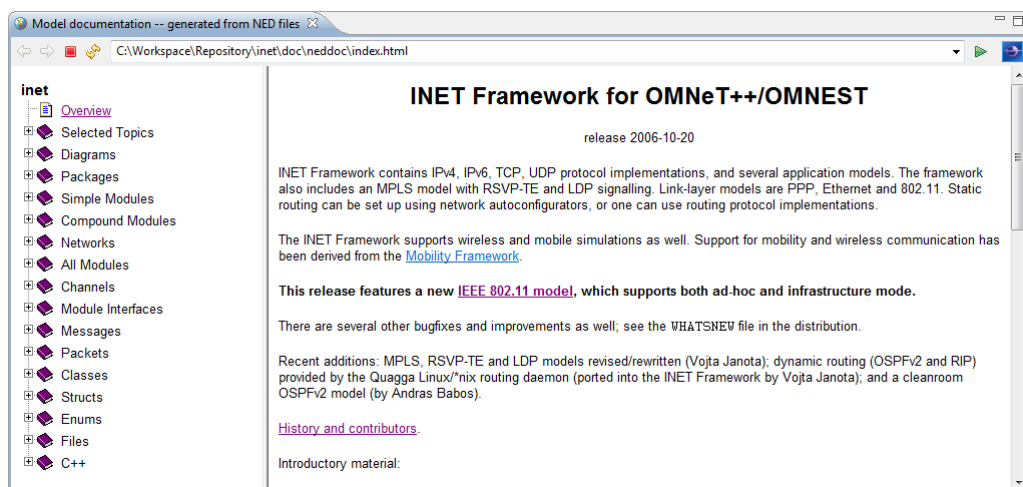 Model documentation -- generated from NED files
C:\Workspace\Repository\inet\doc\neddoc\index.html
inet
Overview
Selected Topics
Diagrams
Packages
Simple Modules
Compound Modules
Networks
All Modules
Channels
Module Interfaces
Messages
Packets
Classes
Structs
Enums
Files
C++
INET Framework for OMNeT++/OMNEST
release 2006-10-20
INET Framework contains IPv4, IPv6, TCP, UDP protocol implementations, and several application models. The framework
also includes an MPLS model with RSVP-TE and LDP signalling. Link-layer models are PPP, Ethernet and 802.11. Static
routing can be set up using network autoconfigurators, or one can use routing protocol implementations.
The INET Framework supports wireless and mobile simulations as well. Support for mobility and wireless communication has
been derived from the Mobility Framework.
This release features a new IEEE 802.11 model, which supports both ad-hoc and infrastructure mode.
There are several other bugfixes and improvements as well; see the WHATSNEW file in the distribution.
Recent additions: MPLS, RSVP-TE and LDP models revised/rewritten (Vojta Janota); dynamic routing (OSPFv2 and RIP)
provided by the Quagga Linux/*nix routing daemon (ported into the INET Framework by Vojta Janota); and a cleanroom
OSPFv2 model (by Andras Babos).
History and contributors.
Introductory material: